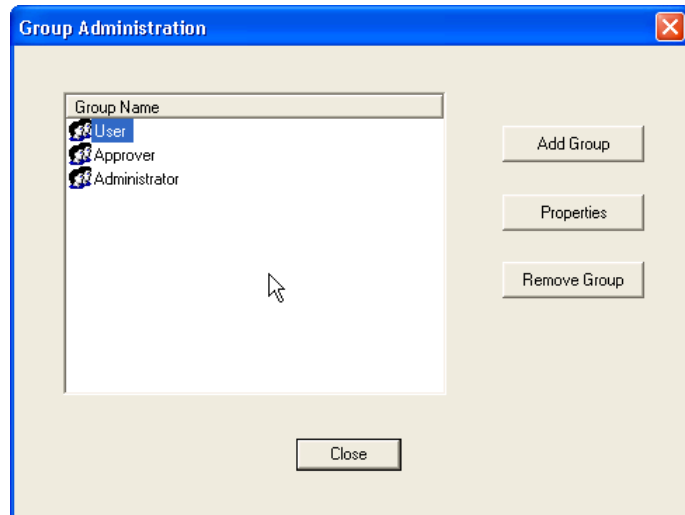 Group Administration
Group Name
User
Approver
Administrator
Add Group
Properties
Remove Group
Close